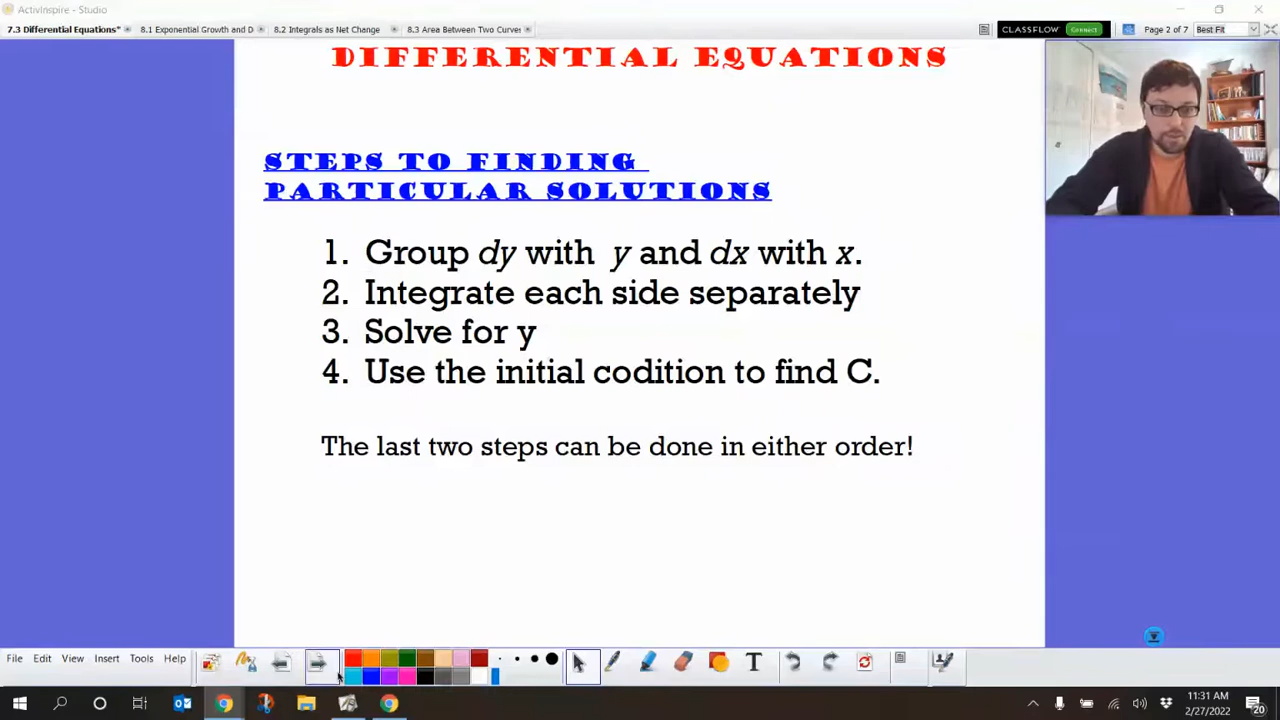 ActivInspire - Studio
7.3 Differential Equations*
8.1 Exponential Growth and D
8.2 Integrals as Net Change
8.3 Area Between Two Curves
CLASSFLOW Connect
Page 2 of 7
Best Fit
DIFFERENTIAL EQUATIONS
STEPS TO FINDING
PARTICULAR SOLUTIONS
1. Group dy with y and dx with x.
2. Integrate each side separately
3. Solve for y
4. Use the initial codition to find C.
The last two steps can be done in either order!
File Edit View Insert Tools Help
11:31 AM
2/27/2022
20